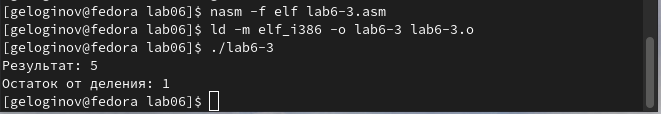 [geloginov@fedora lab06]$ nasm -f elf lab6-3.asm
[geloginov@fedora lab06]$ ld -m elf_i386 -o lab6-3 lab6-3.o
[geloginov@fedora lab06]$ ./lab6-3
Результат: 5
Остаток от деления: 1
[geloginov@fedora lab06]$